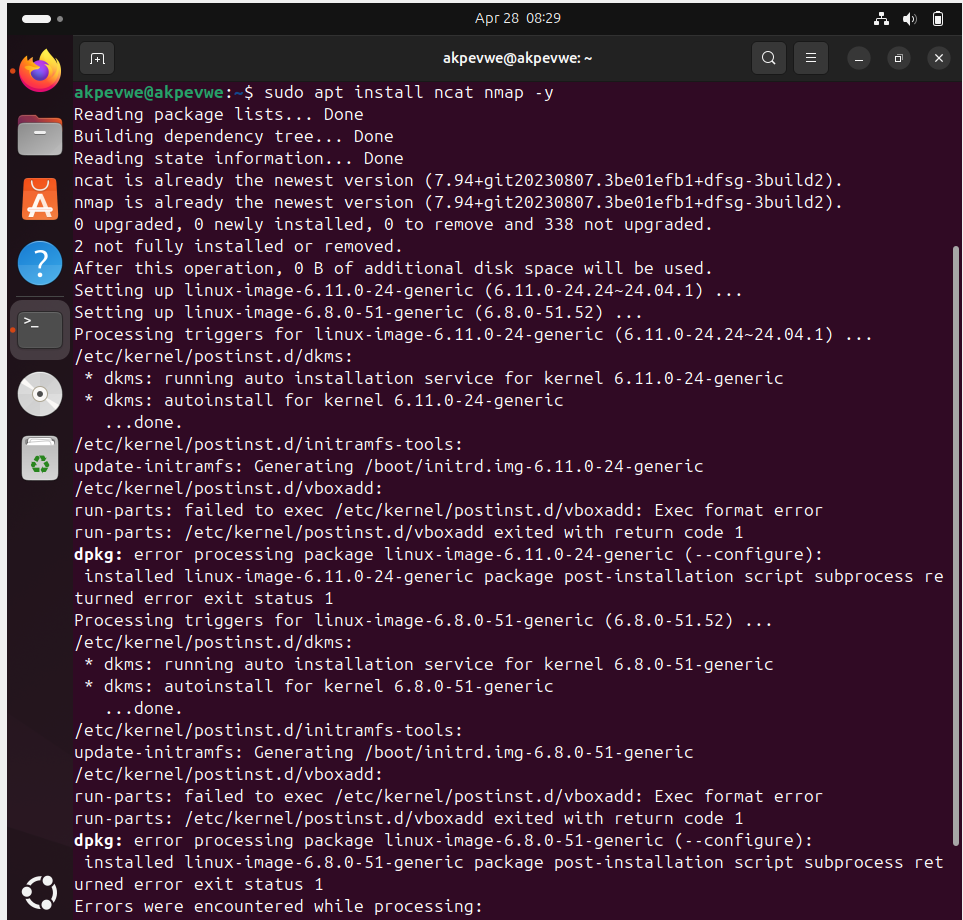 Apr 28  08:29
akpevwe@akpevwe: ~
akpevwe@akpevwe:~$ sudo apt install ncat nmap -y
Reading package lists... Done
Building dependency tree... Done
Reading state information... Done
ncat is already the newest version (7.94+git20230807.3be01efb1+dfsg-3build2).
nmap is already the newest version (7.94+git20230807.3be01efb1+dfsg-3build2).
0 upgraded, 0 newly installed, 0 to remove and 338 not upgraded.
2 not fully installed or removed.
After this operation, 0 B of additional disk space will be used.
Setting up linux-image-6.11.0-24-generic (6.11.0-24.24~24.04.1) ...
Setting up linux-image-6.8.0-51-generic (6.8.0-51.52) ...
Processing triggers for linux-image-6.11.0-24-generic (6.11.0-24.24~24.04.1) ...
/etc/kernel/postinst.d/dkms:
 * dkms: running auto installation service for kernel 6.11.0-24-generic
 * dkms: autoinstall for kernel 6.11.0-24-generic
   ...done.
/etc/kernel/postinst.d/initramfs-tools:
update-initramfs: Generating /boot/initrd.img-6.11.0-24-generic
/etc/kernel/postinst.d/vboxadd:
run-parts: failed to exec /etc/kernel/postinst.d/vboxadd: Exec format error
run-parts: /etc/kernel/postinst.d/vboxadd exited with return code 1
dpkg: error processing package linux-image-6.11.0-24-generic (--configure):
 installed linux-image-6.11.0-24-generic package post-installation script subprocess re
turned error exit status 1
Processing triggers for linux-image-6.8.0-51-generic (6.8.0-51.52) ...
/etc/kernel/postinst.d/dkms:
 * dkms: running auto installation service for kernel 6.8.0-51-generic
 * dkms: autoinstall for kernel 6.8.0-51-generic
   ...done.
/etc/kernel/postinst.d/initramfs-tools:
update-initramfs: Generating /boot/initrd.img-6.8.0-51-generic
/etc/kernel/postinst.d/vboxadd:
run-parts: failed to exec /etc/kernel/postinst.d/vboxadd: Exec format error
run-parts: /etc/kernel/postinst.d/vboxadd exited with return code 1
dpkg: error processing package linux-image-6.8.0-51-generic (--configure):
 installed linux-image-6.8.0-51-generic package post-installation script subprocess ret
urned error exit status 1
Errors were encountered while processing: